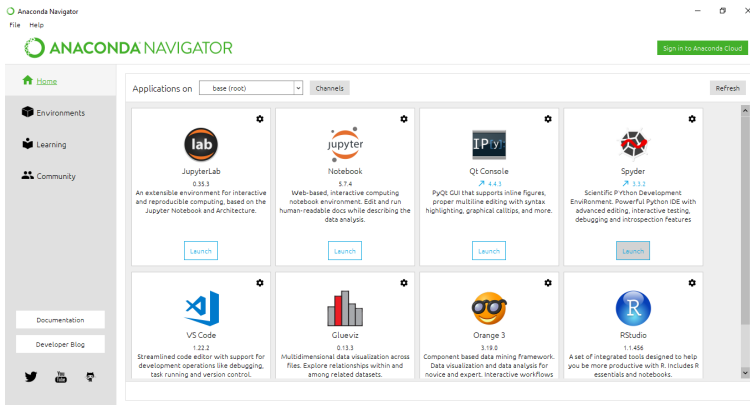 Anaconda Navigator
File Help
ANACONDA NAVIGATOR
Sign in to Anaconda Cloud
Home
Environments
Learning
Community
Documentation
Developer Blog
Applications on base (root) Channels Refresh
lab
JupyterLab
0.35.3
An extensible environment for interactive
and reproducible computing, based on the
Jupyter Notebook and Architecture.
Launch
jupyter
Notebook
5.7.4
Web-based, interactive computing
notebook environment. Edit and run
human-readable docs while describing the
data analysis.
Launch
IP[y]:
Qt Console
4.4.3
PyQt GUI that supports inline figures,
proper multiline editing with syntax
highlighting, graphical calltips, and more.
Launch
Spyder
3.3.2
Scientific PYthon Development
EnviRonment. Powerful Python IDE with
advanced editing, interactive testing,
debugging and introspection features
Launch
VS Code
1.22.2
Streamlined code editor with support for
development operations like debugging,
task running and version control.
Glueviz
0.13.3
Multidimensional data visualization across
files. Explore relationships within and
among related datasets.
Orange 3
3.19.0
Component based data mining framework.
Data visualization and data analysis for
novice and expert. Interactive workflows
R
RStudio
1.1.456
A set of integrated tools designed to help
you be more productive with R. Includes R
essentials and notebooks.
You
Tube